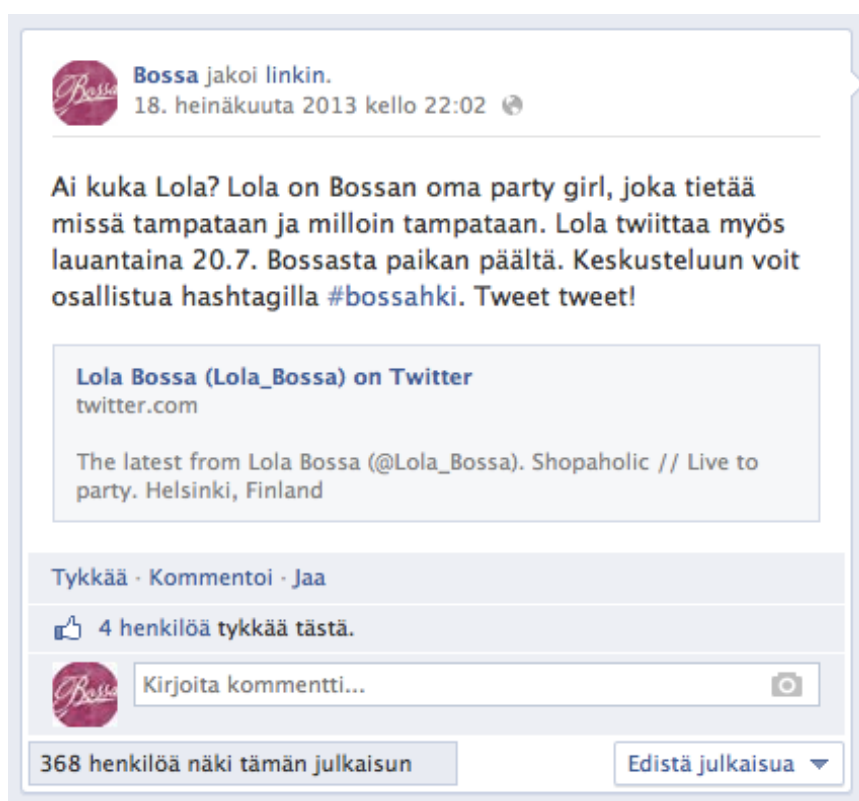 Bossa
Bossa jakoi linkin.
18. heinäkuuta 2013 kello 22:02
Ai kuka Lola? Lola on Bossan oma party girl, joka tietää
missä tampataan ja milloin tampataan. Lola twiittaa myös
lauantaina 20.7. Bossasta paikan päältä. Keskusteluun voit
osallistua hashtagilla #bossahki. Tweet tweet!
Lola Bossa (Lola_Bossa) on Twitter
twitter.com
The latest from Lola Bossa (@Lola_Bossa). Shopaholic // Live to
party. Helsinki, Finland
Tykkää · Kommentoi · Jaa
4 henkilöä tykkää tästä.
Bossa
Kirjoita kommentti...
368 henkilöä näki tämän julkaisun
Edistä julkaisua